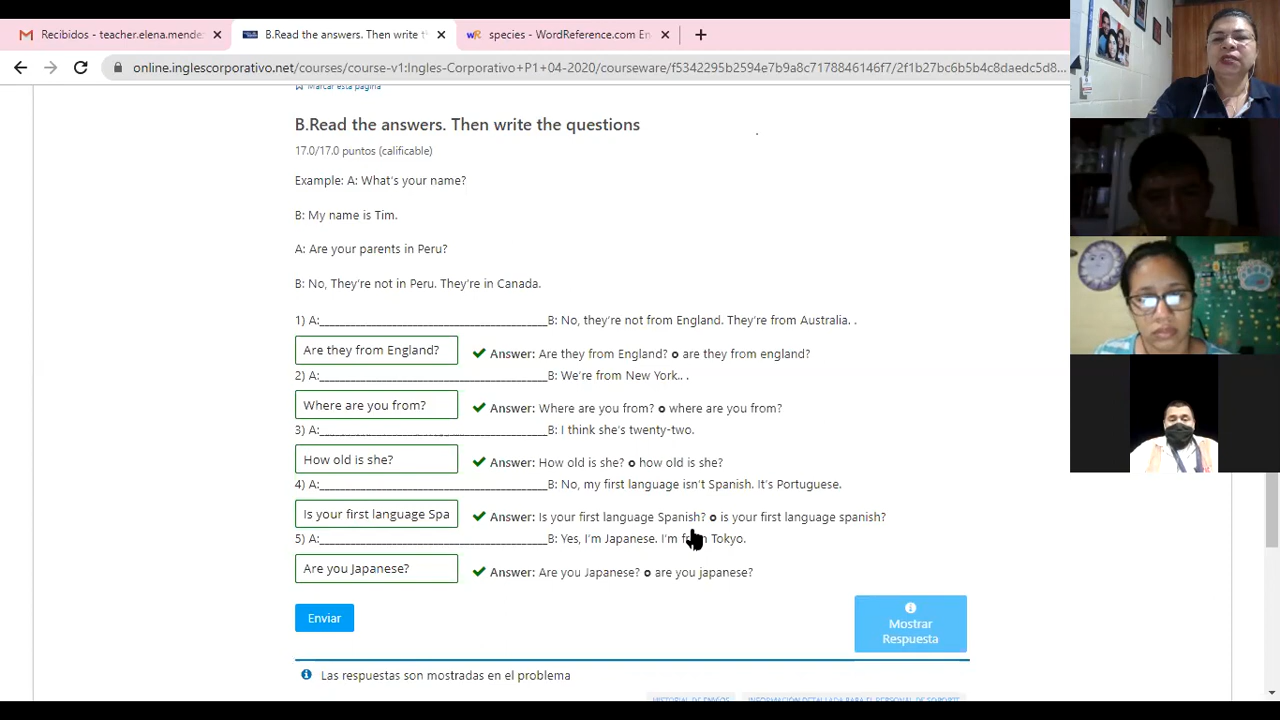 Recibidos - teacher.elena.mende
B.Read the answers. Then write t
species - WordReference.com En
online.inglescorporativo.net/courses/course-v1:Ingles-Corporativo+P1+04-2020/courseware/f5342295b2594e7b9a8c7178846146f7/2f1b27bc6b5b4c8daedc5d8...
Marcar esta página
B.Read the answers. Then write the questions
17.0/17.0 puntos (calificable)
Example: A: What's your name?
B: My name is Tim.
A: Are your parents in Peru?
B: No, They're not in Peru. They're in Canada.
1) A:________________________________________B: No, they're not from England. They're from Australia. .
Are they from England? Answer: Are they from England? o are they from england?
2) A:________________________________________B: We're from New York.. .
Where are you from? Answer: Where are you from? o where are you from?
3) A:________________________________________B: I think she's twenty-two.
How old is she? Answer: How old is she? o how old is she?
4) A:________________________________________B: No, my first language isn't Spanish. It's Portuguese.
Is your first language Spa Answer: Is your first language Spanish? o is your first language spanish?
5) A:________________________________________B: Yes, I'm Japanese. I'm from Tokyo.
Are you Japanese? Answer: Are you Japanese? o are you japanese?
Enviar
Mostrar
Respuesta
Las respuestas son mostradas en el problema